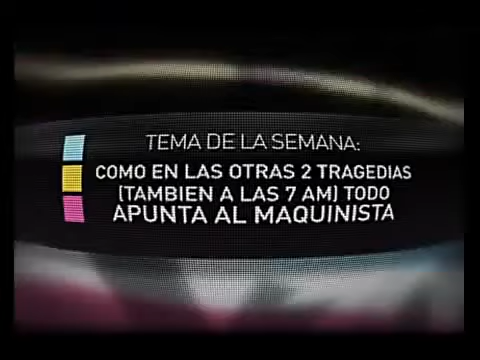 TEMA DE LA SEMANA:
COMO EN LAS OTRAS 2 TRAGEDIAS
(TAMBIEN A LAS 7 AM) TODO
APUNTA AL MAQUINISTA